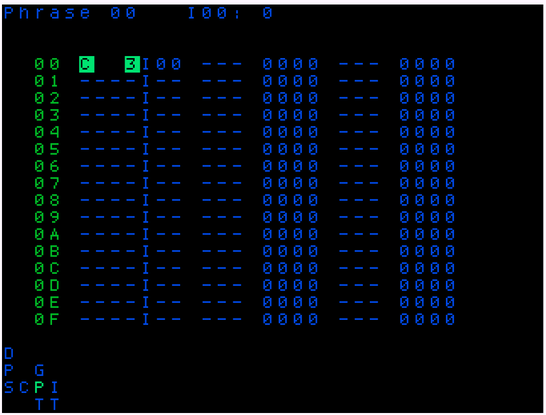 Phrase 00 I00: 0
00 C 3I00 --- 0000 --- 0000
01 ----I-- --- 0000 --- 0000
02 ----I-- --- 0000 --- 0000
03 ----I-- --- 0000 --- 0000
04 ----I-- --- 0000 --- 0000
05 ----I-- --- 0000 --- 0000
06 ----I-- --- 0000 --- 0000
07 ----I-- --- 0000 --- 0000
08 ----I-- --- 0000 --- 0000
09 ----I-- --- 0000 --- 0000
0A ----I-- --- 0000 --- 0000
0B ----I-- --- 0000 --- 0000
0C ----I-- --- 0000 --- 0000
0D ----I-- --- 0000 --- 0000
0E ----I-- --- 0000 --- 0000
0F ----I-- --- 0000 --- 0000
D
P G
SCPI
TT